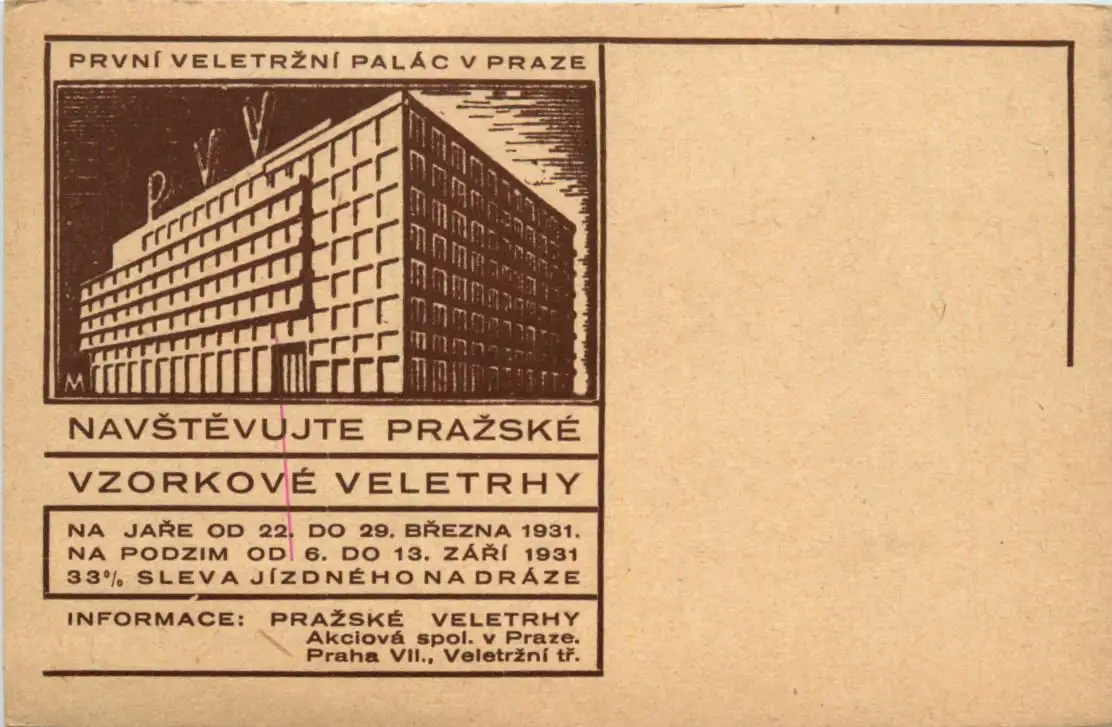 PRVNÍ VELETRŽNÍ PALÁC V PRAZE
P V V
M
NAVŠTĚVUJTE PRAŽSKÉ
VZORKOVÉ VELETRHY
NA JAŘE OD 22. DO 29. BŘEZNA 1931.
NA PODZIM OD 6. DO 13. ZÁŘÍ 1931
33% SLEVA JÍZDNÉHO NA DRÁZE
INFORMACE: PRAŽSKÉ VELETRHY
Akciová spol. v Praze.
Praha VII., Veletržní tř.